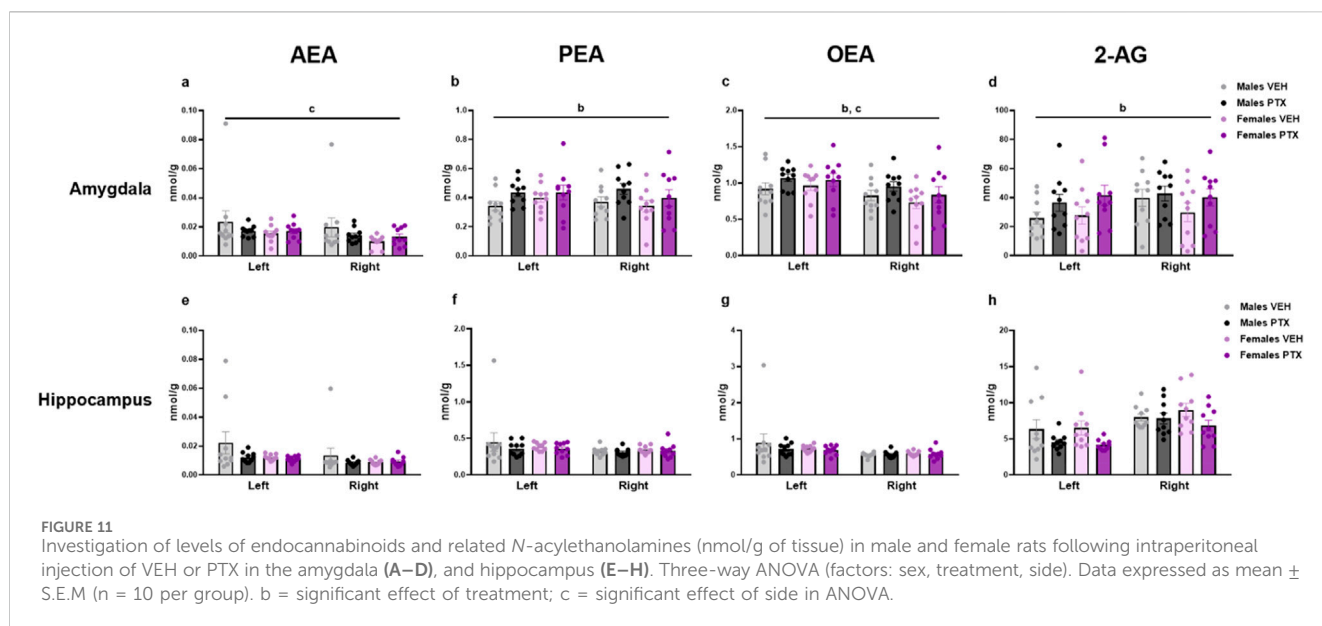 AEA
PEA
OEA
2-AG
Amygdala
a
c
nmol/g
0.10
0.08
0.06
0.04
0.02
0.00
Left
Right
b
b
nmol/g
1.0
0.8
0.6
0.4
0.2
0.0
Left
Right
c
b, c
nmol/g
2.0
1.5
1.0
0.5
0.0
Left
Right
d
b
nmol/g
100
80
60
40
20
0
Left
Right
Males VEH
Males PTX
Females VEH
Females PTX
Hippocampus
e
nmol/g
0.10
0.08
0.06
0.04
0.02
0.00
Left
Right
f
nmol/g
2.0
1.5
1.0
0.5
0.0
Left
Right
g
nmol/g
4
3
2
1
0
Left
Right
h
nmol/g
20
15
10
5
0
Left
Right
Males VEH
Males PTX
Females VEH
Females PTX
FIGURE 11
Investigation of levels of endocannabinoids and related N-acylethanolamines (nmol/g of tissue) in male and female rats following intraperitoneal
injection of VEH or PTX in the amygdala (A–D), and hippocampus (E–H). Three-way ANOVA (factors: sex, treatment, side). Data expressed as mean ±
S.E.M (n = 10 per group). b = significant effect of treatment; c = significant effect of side in ANOVA.